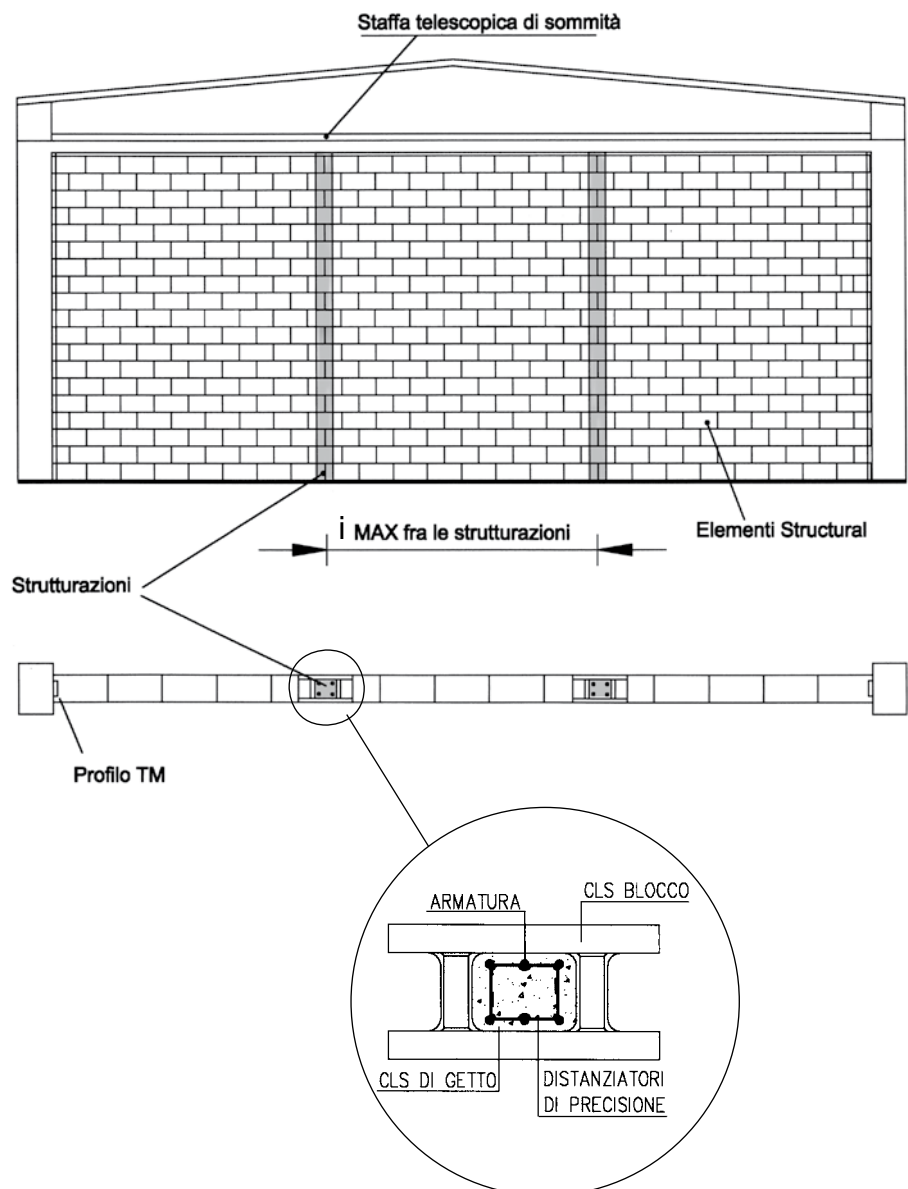 Staffa telescopica di sommità
i MAX fra le strutturazioni
Elementi Structural
Strutturazioni
Profilo TM
ARMATURA
CLS BLOCCO
CLS DI GETTO
DISTANZIATORI
DI PRECISIONE